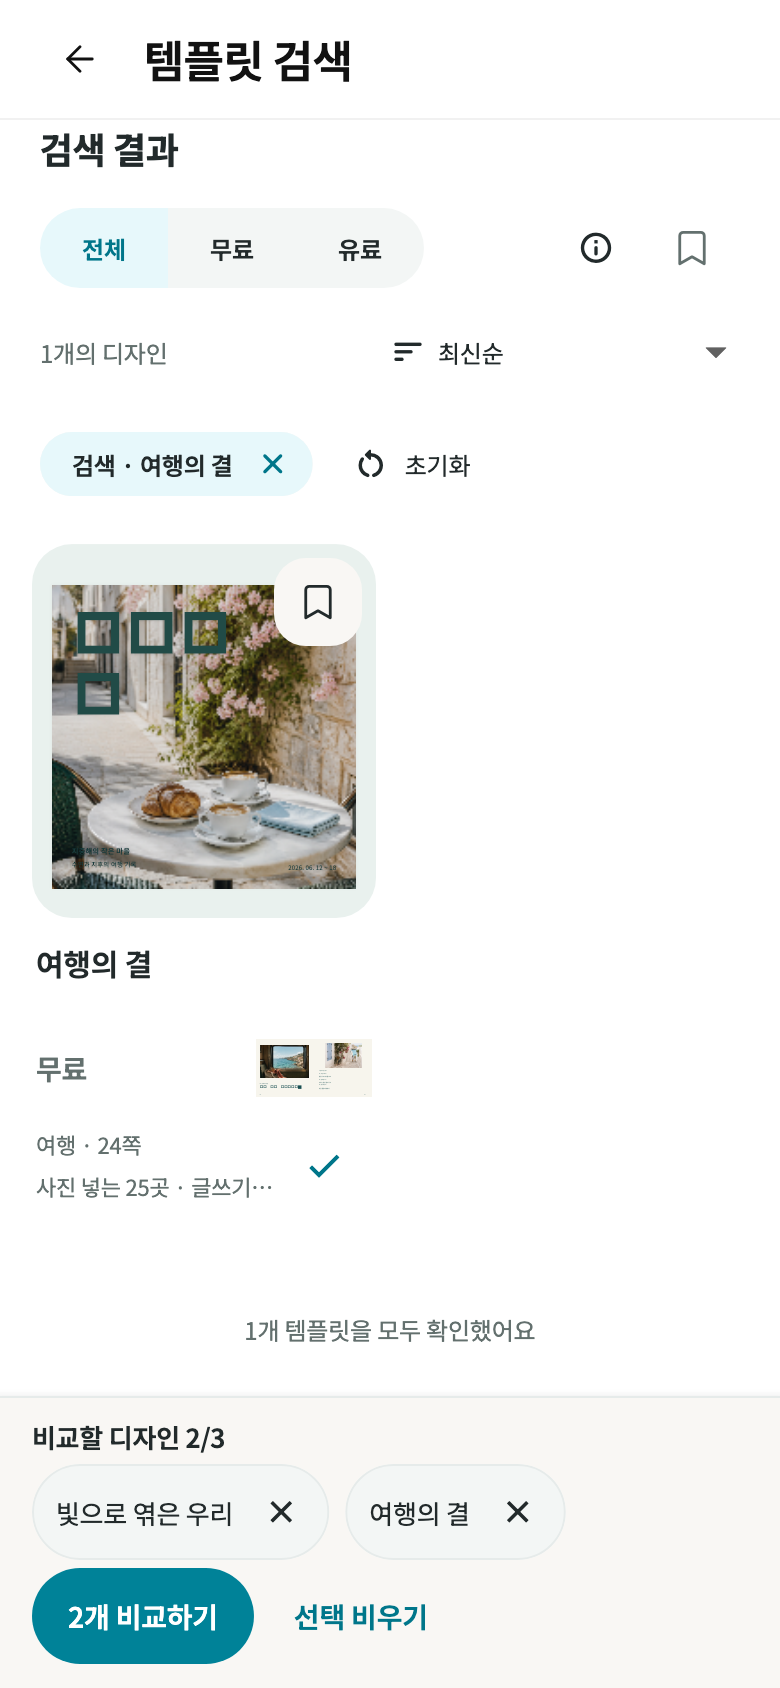 템플릿 검색
검색 결과
전체 무료 유료
1개의 디자인 최신순
검색 · 여행의 결 초기화
2026. 06. 12
여행의 결
무료
여행 · 24쪽
사진 넣는 25곳 · 글쓰기…
1개 템플릿을 모두 확인했어요
비교할 디자인 2/3
빛으로 엮은 우리 여행의 결
2개 비교하기 선택 비우기